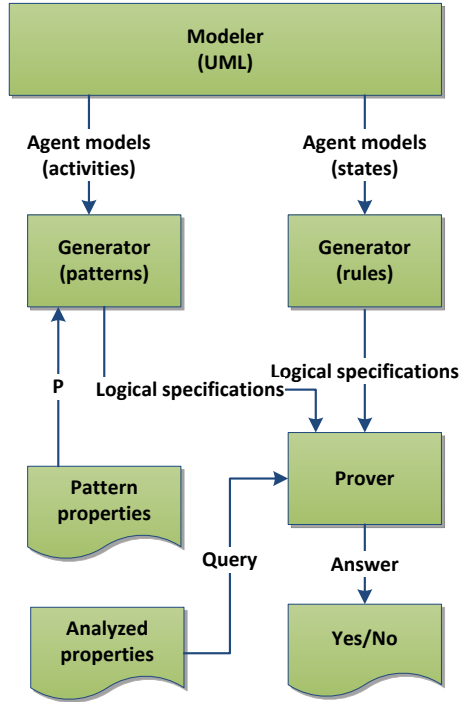 Modeler
(UML)
Agent models
(activities)
Agent models
(states)
Generator
(patterns)
Generator
(rules)
P
Logical specifications
Logical specifications
Pattern
properties
Prover
Query
Answer
Analyzed
properties
Yes/No